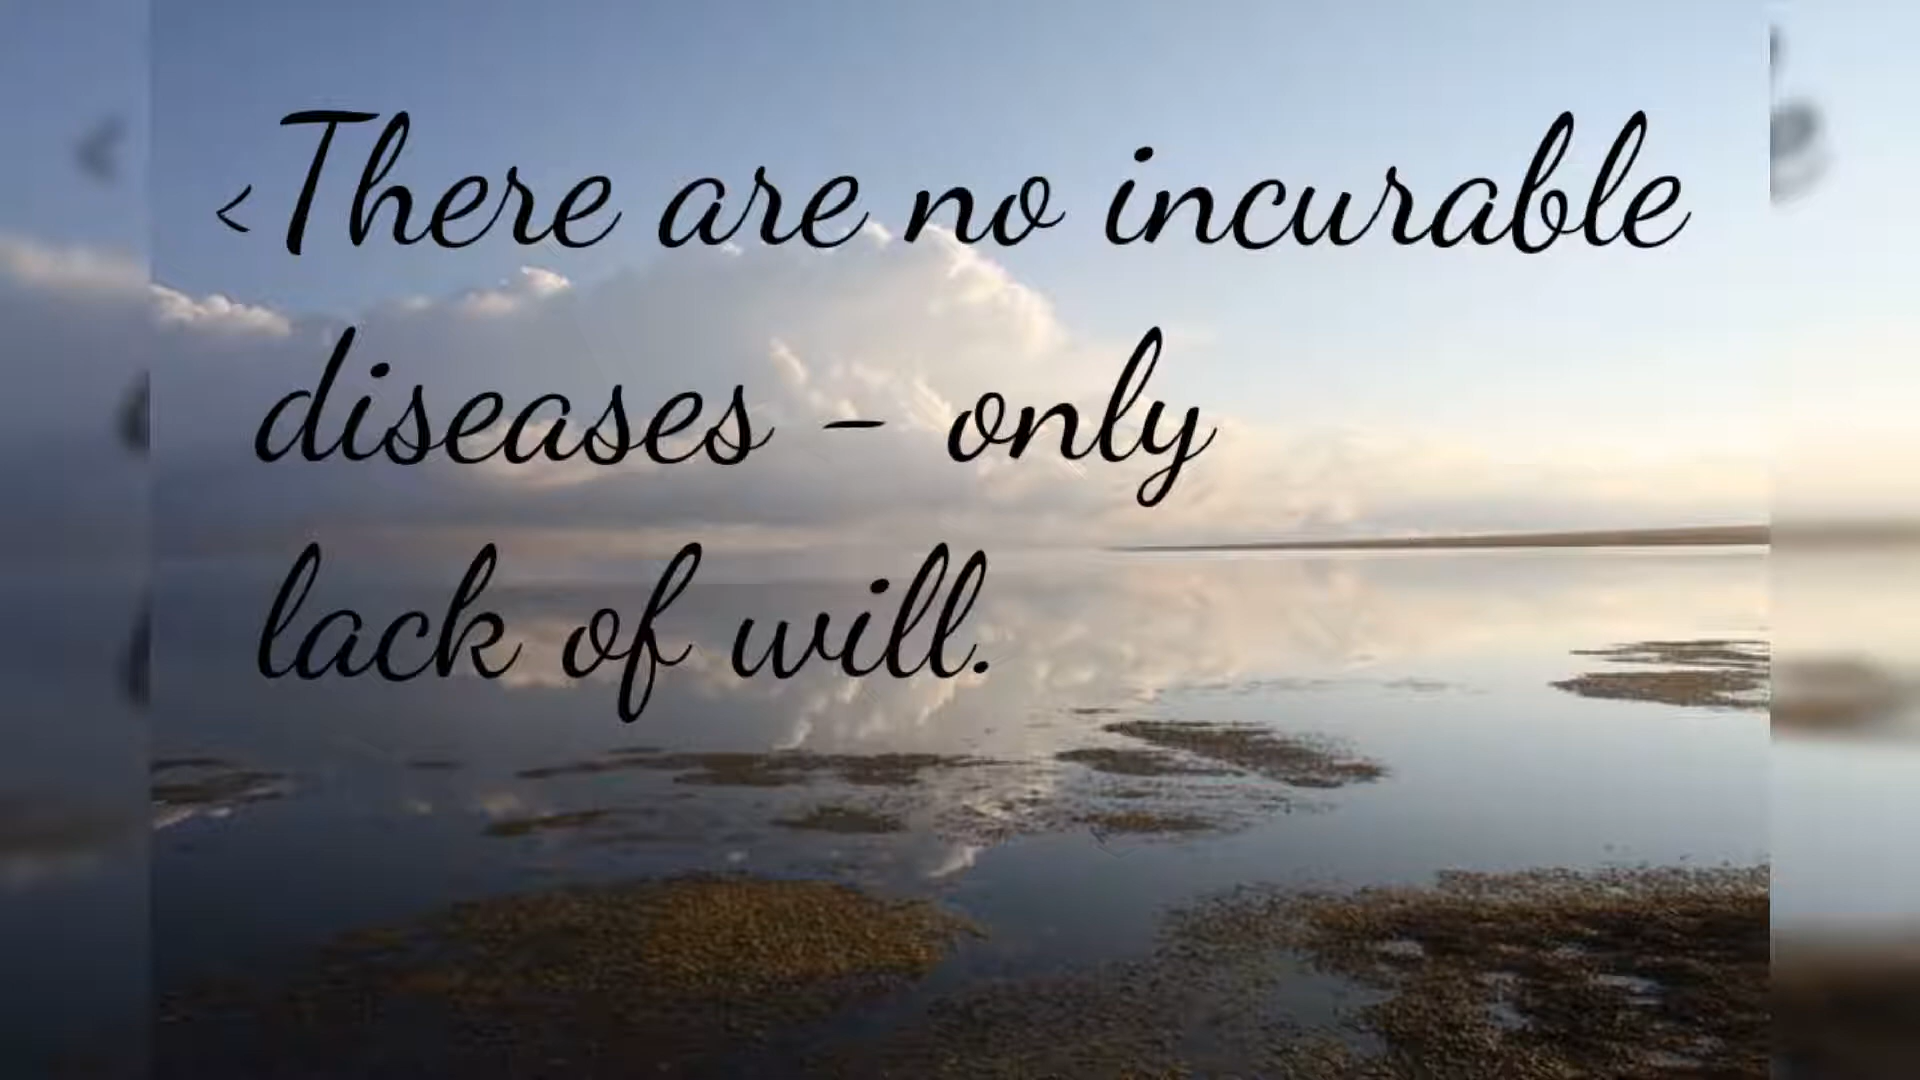 <There are no incurable
diseases - only
lack of will.